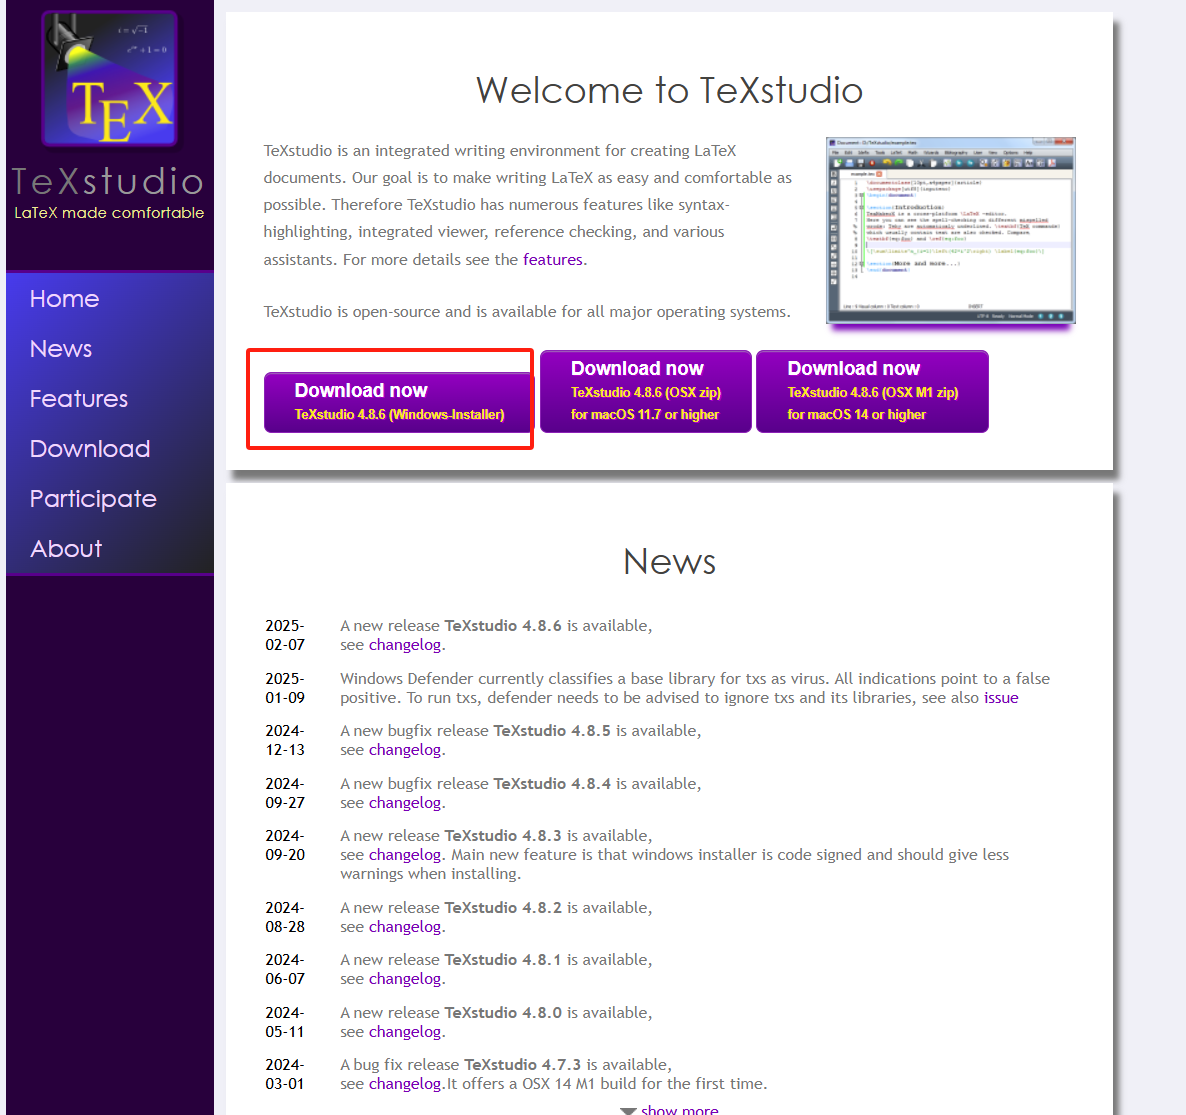 i = √-1
e^iπ + 1 = 0
TEX
TeXstudio
LaTeX made comfortable
Home
News
Features
Download
Participate
About
Welcome to TeXstudio
TeXstudio is an integrated writing environment for creating LaTeX
documents. Our goal is to make writing LaTeX as easy and comfortable as
possible. Therefore TeXstudio has numerous features like syntax-
highlighting, integrated viewer, reference checking, and various
assistants. For more details see the features.
TeXstudio is open-source and is available for all major operating systems.
Download now
TeXstudio 4.8.6 (Windows-Installer)
Download now
TeXstudio 4.8.6 (OSX zip)
for macOS 11.7 or higher
Download now
TeXstudio 4.8.6 (OSX M1 zip)
for macOS 14 or higher
News
2025-
02-07
A new release TeXstudio 4.8.6 is available,
see changelog.
2025-
01-09
Windows Defender currently classifies a base library for txs as virus. All indications point to a false
positive. To run txs, defender needs to be advised to ignore txs and its libraries, see also issue
2024-
12-13
A new bugfix release TeXstudio 4.8.5 is available,
see changelog.
2024-
09-27
A new bugfix release TeXstudio 4.8.4 is available,
see changelog.
2024-
09-20
A new release TeXstudio 4.8.3 is available,
see changelog. Main new feature is that windows installer is code signed and should give less
warnings when installing.
2024-
08-28
A new release TeXstudio 4.8.2 is available,
see changelog.
2024-
06-07
A new release TeXstudio 4.8.1 is available,
see changelog.
2024-
05-11
A new release TeXstudio 4.8.0 is available,
see changelog.
2024-
03-01
A bug fix release TeXstudio 4.7.3 is available,
see changelog.It offers a OSX 14 M1 build for the first time.
show more